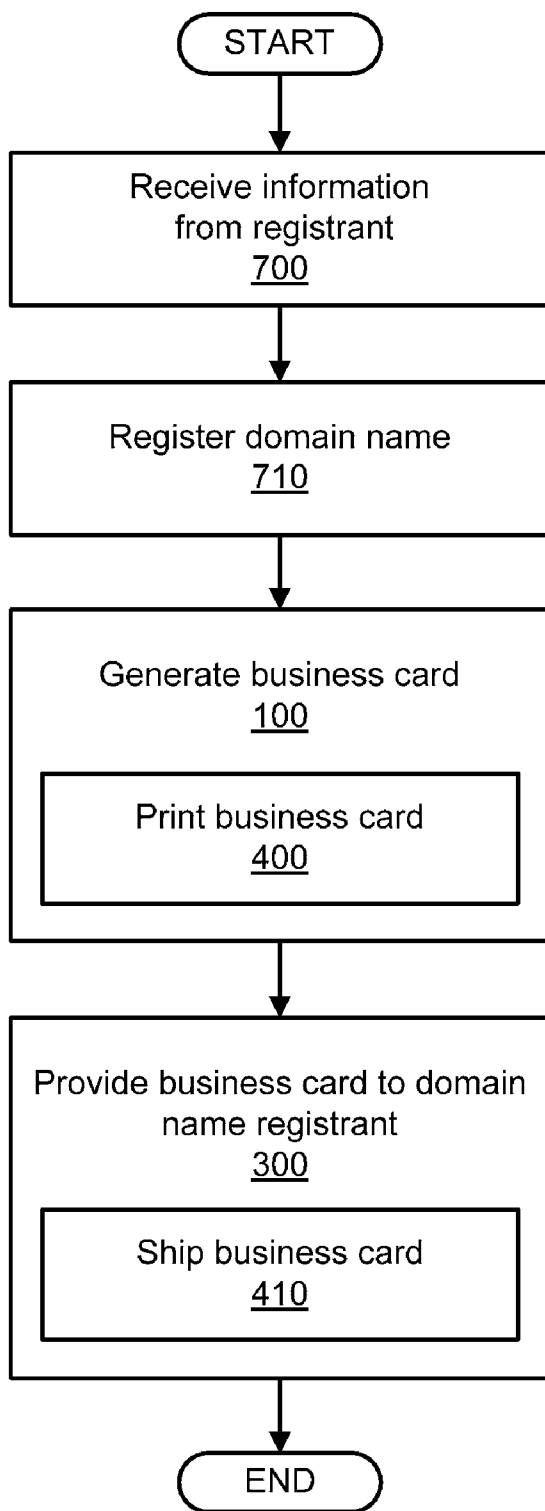 START
Receive information
from registrant
700
Register domain name
710
Generate business card
100
Print business card
400
Provide business card to domain
name registrant
300
Ship business card
410
END